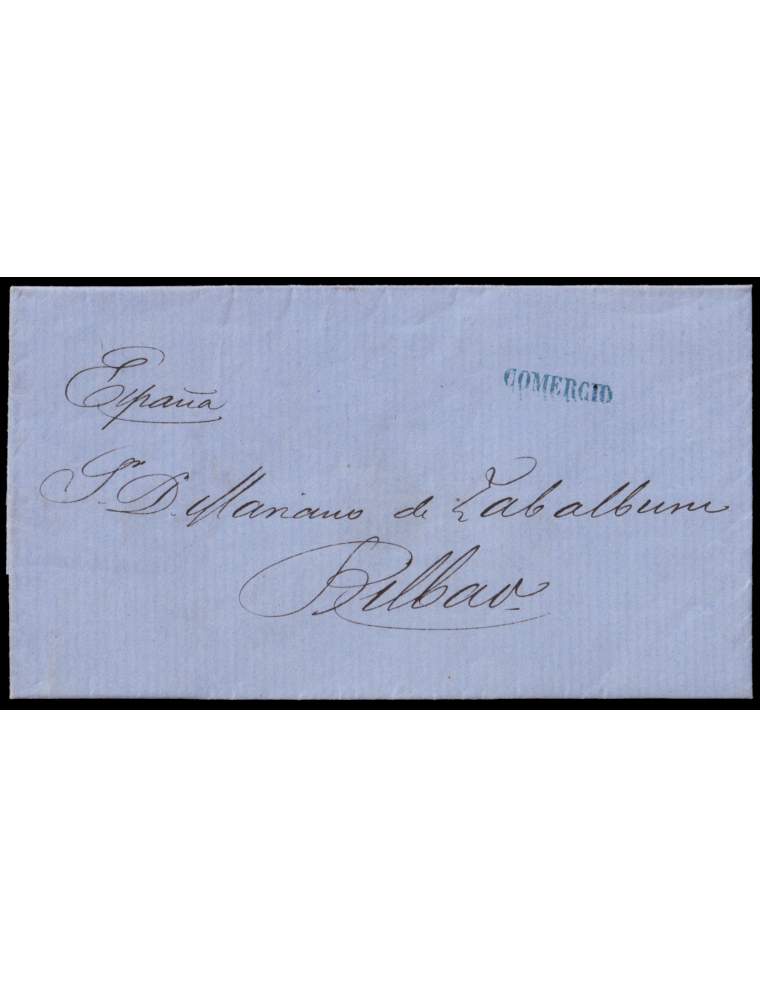 España
COMERCIO
Sr. D. Mariano de Zabalburu
Bilbao